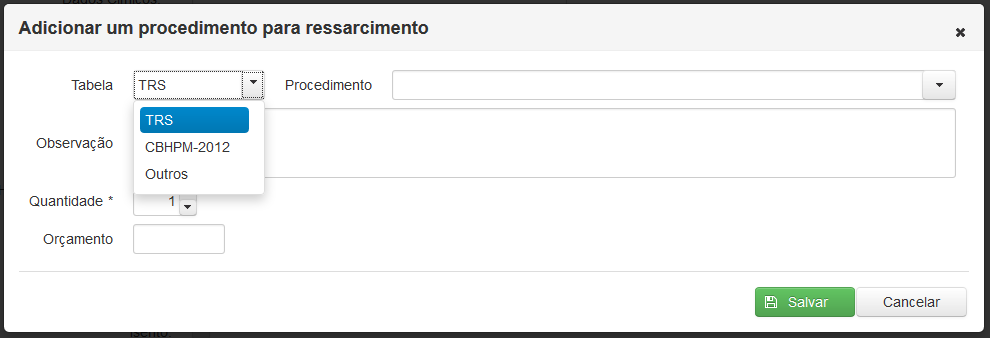 Adicionar um procedimento para ressarcimento
Tabela TRS Procedimento
TRS
CBHPM-2012
Outros
Observação
Quantidade * 1
Orçamento
Salvar Cancelar